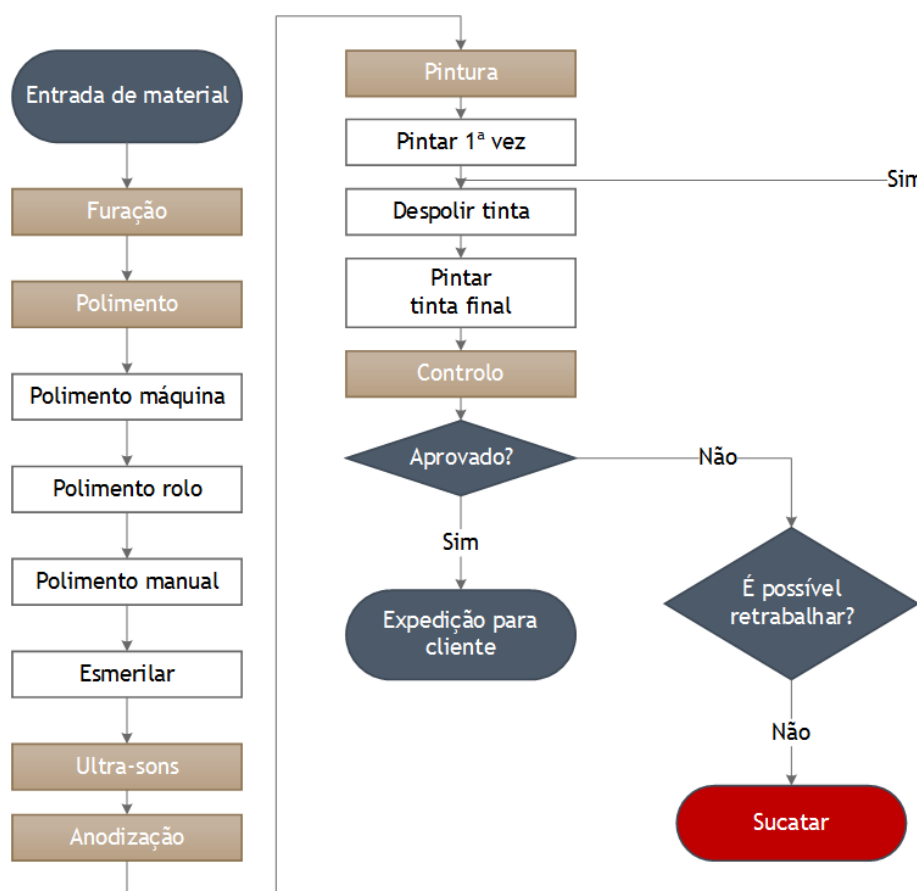 Entrada de material
Furação
Polimento
Polimento máquina
Polimento rolo
Polimento manual
Esmerilar
Ultra-sons
Anodização
Pintura
Pintar 1ª vez
Sim
Despolir tinta
Pintar
tinta final
Controlo
Aprovado?
Não
Sim
Expedição para
cliente
É possível
retrabalhar?
Não
Sucatar